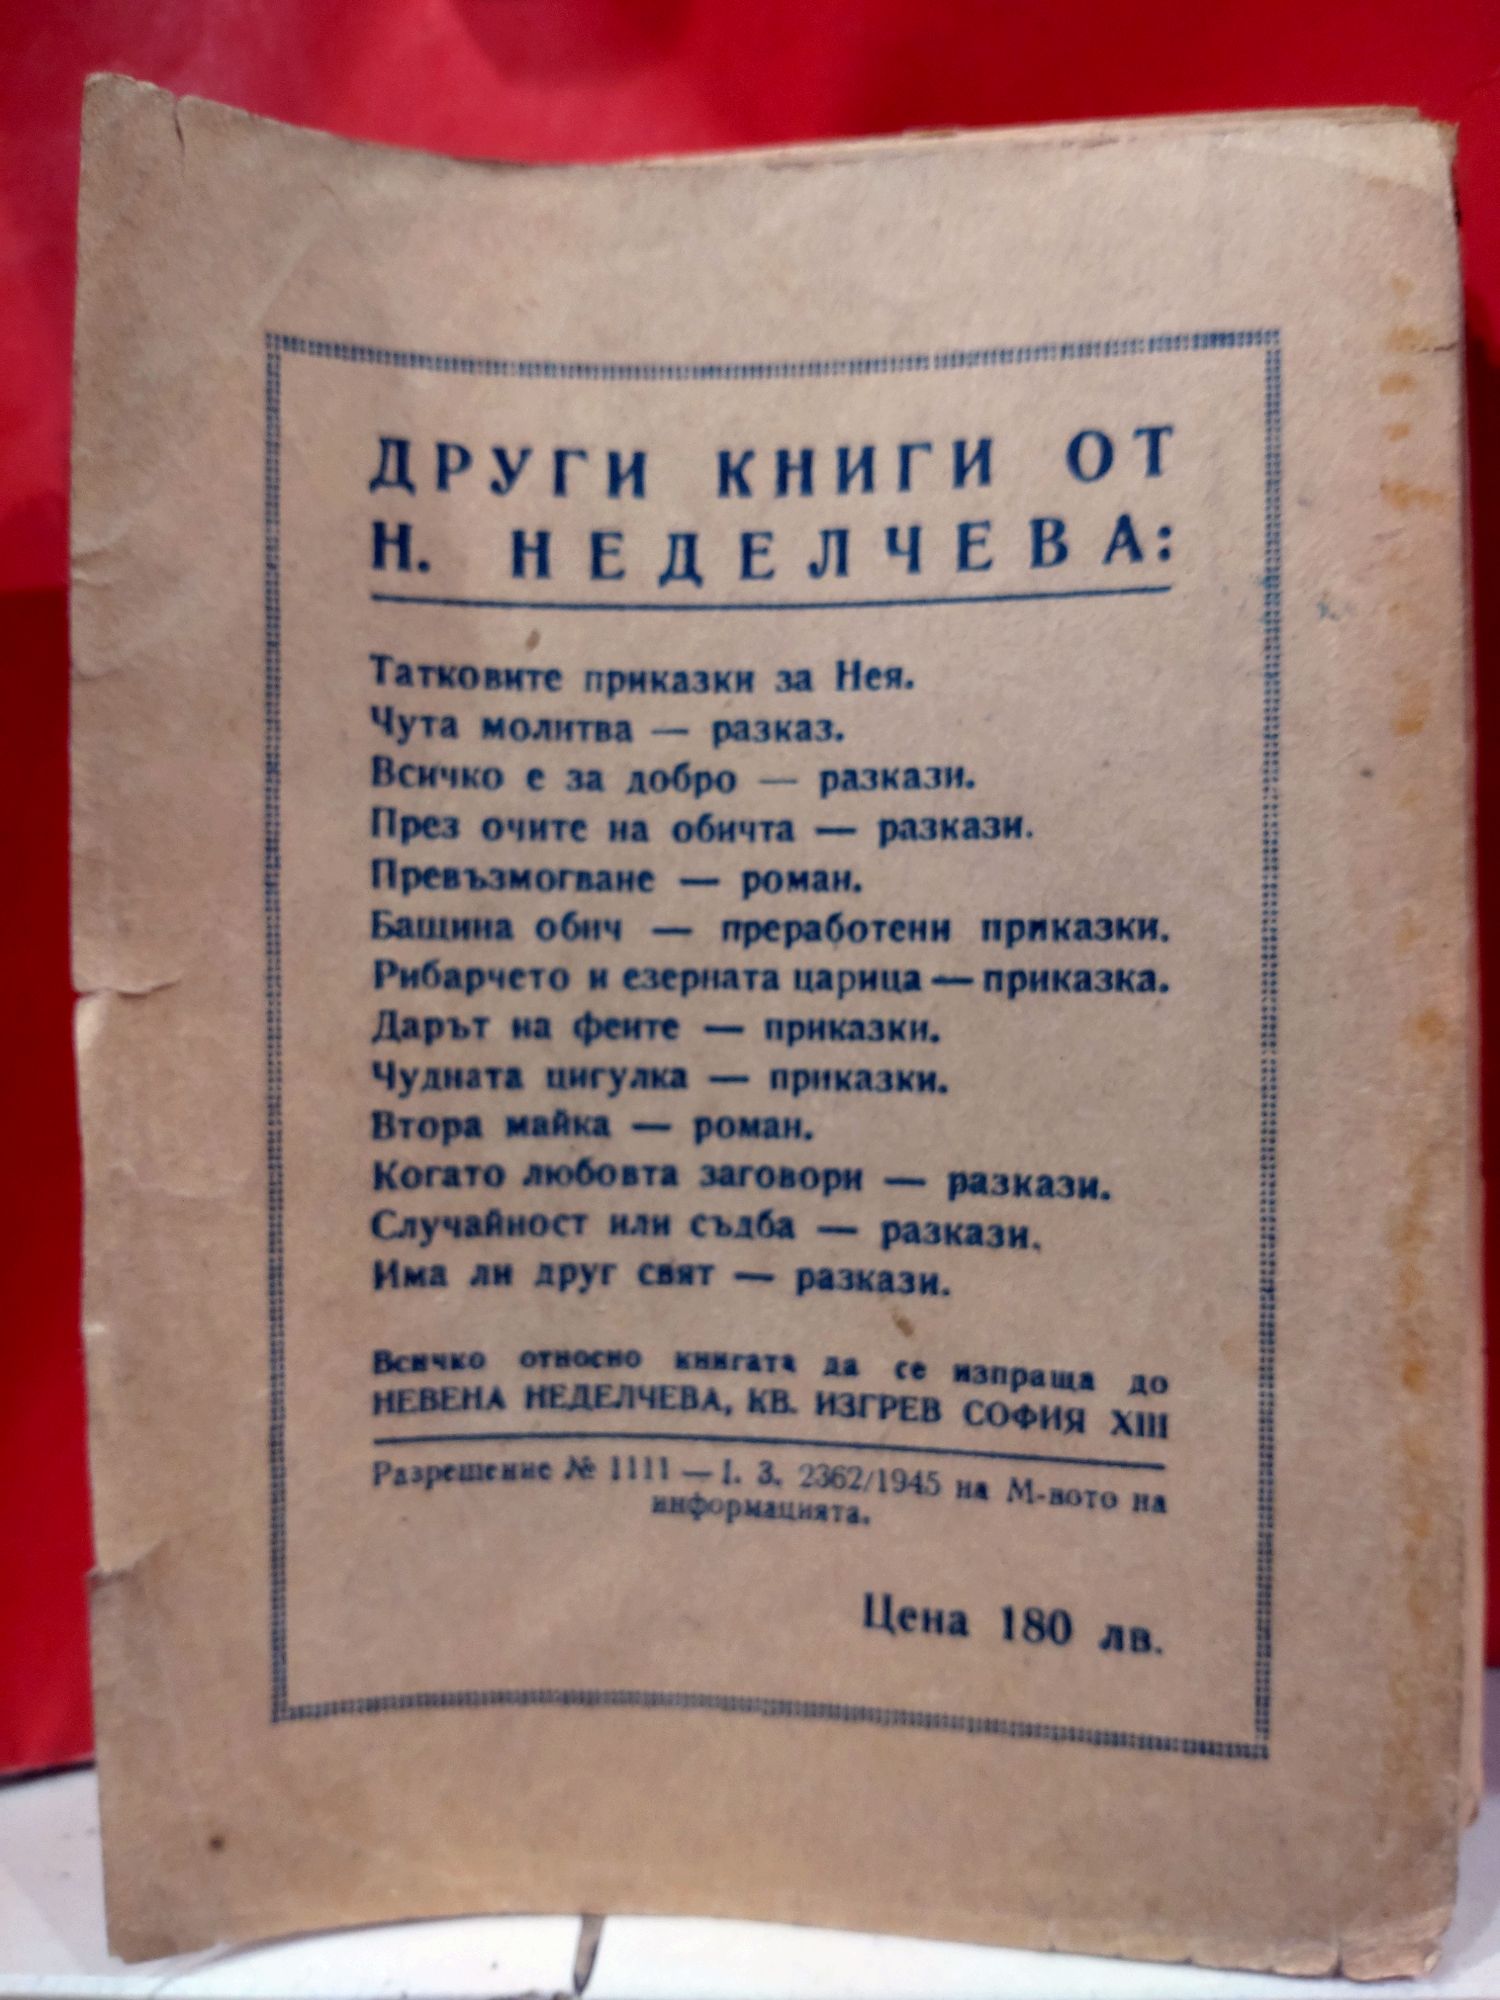 ДРУГИ КНИГИ ОТ
Н. НЕДЕЛЧЕВА:
Татковите приказки за Нея.
Чута молитва — разказ.
Всичко е за добро — разкази.
През очите на обичта — разкази.
Превъзмогване — роман.
Бащина обич — преработени приказки.
Рибарчето и езерната царица — приказка.
Дарът на феите — приказки.
Чудната цигулка — приказки.
Втора майка — роман.
Когато любовта заговори — разкази.
Случайност или съдба — разкази.
Има ли друг свят — разкази.
Всичко относно книгата да се изпраща до
НЕВЕНА НЕДЕЛЧЕВА, КВ. ИЗГРЕВ СОФИЯ XIII
Разрешение № 1111 — I. 3. 2362/1945 на М-вото на
информацията.
Цена 180 лв.